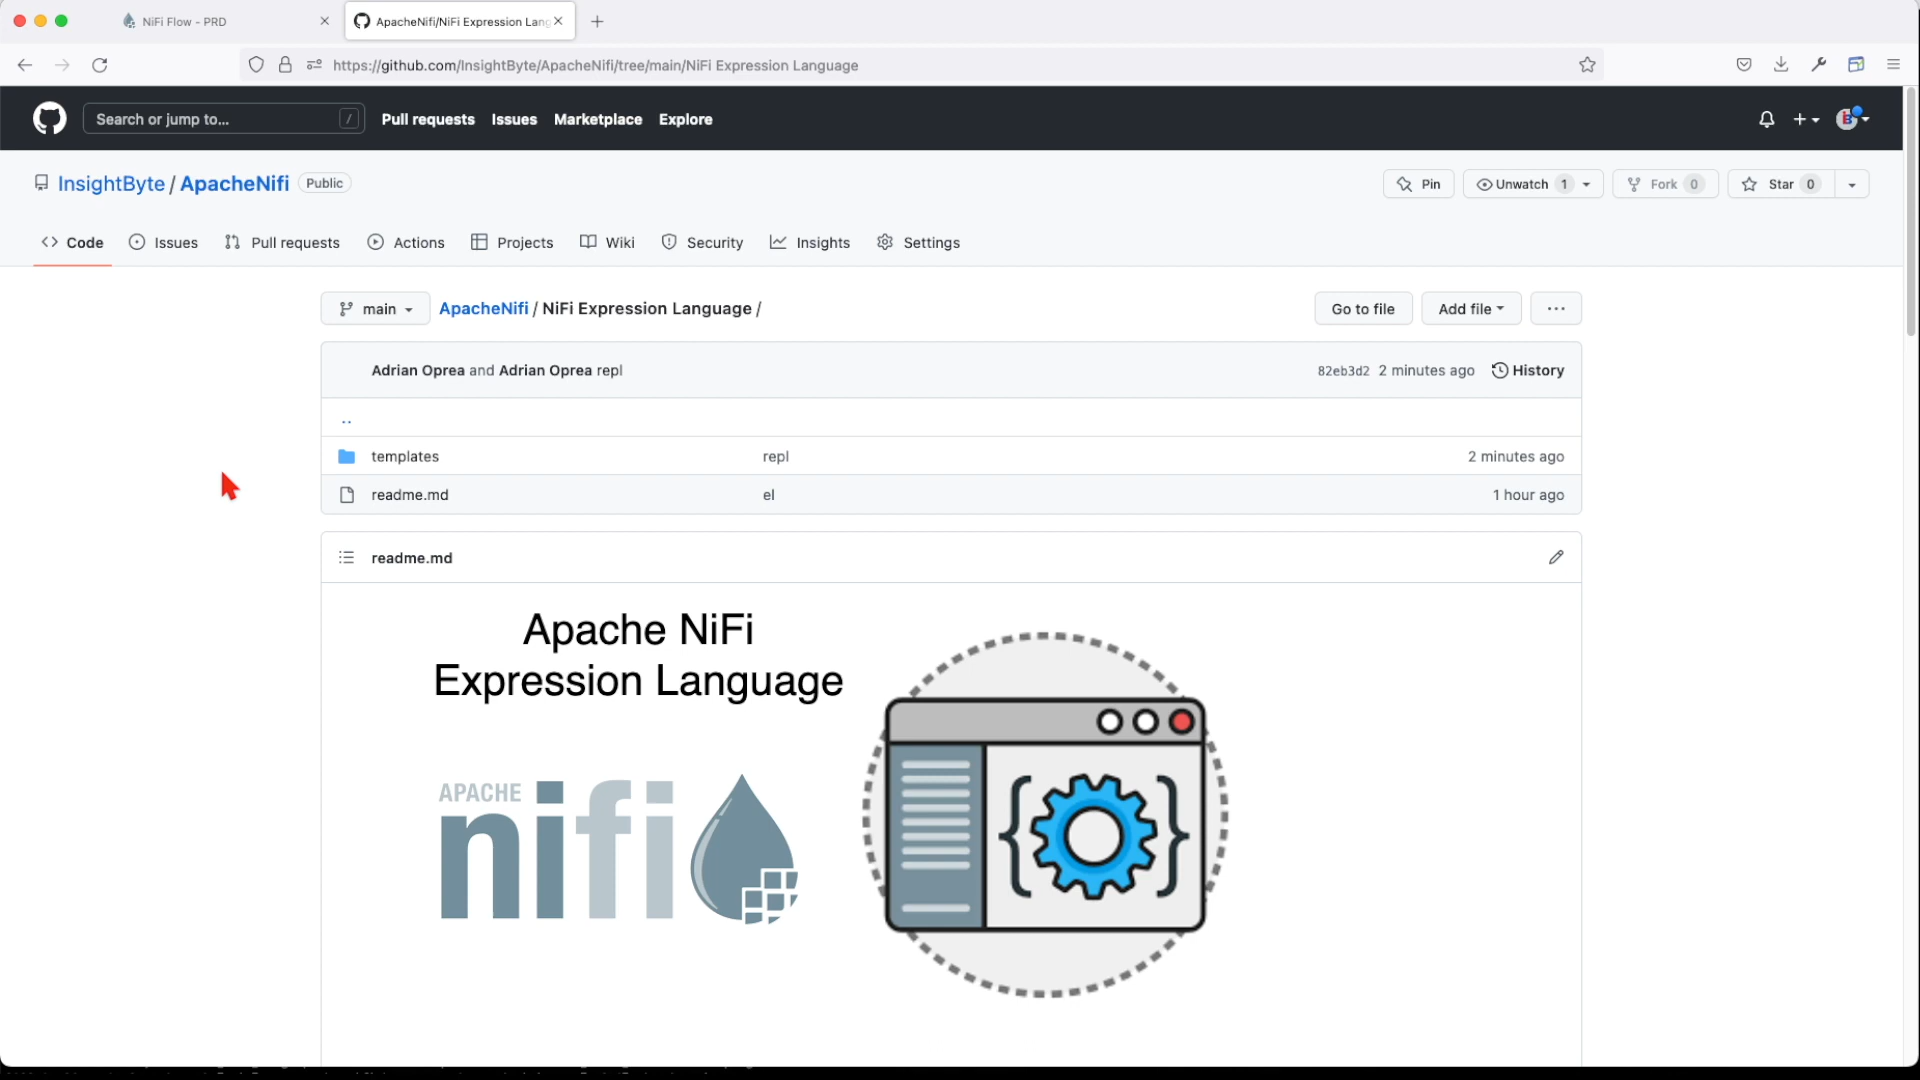 NiFi Flow - PRD
ApacheNifi/NiFi Expression Lang
https://github.com/InsightByte/ApacheNifi/tree/main/NiFi Expression Language
Search or jump to... /
Pull requests Issues Marketplace Explore
InsightByte / ApacheNifi Public
Pin Unwatch 1 Fork 0 Star 0
Code Issues Pull requests Actions Projects Wiki Security Insights Settings
main ApacheNifi / NiFi Expression Language / Go to file Add file ...
Adrian Oprea and Adrian Oprea repl 82eb3d2 2 minutes ago History
..
templates repl 2 minutes ago
readme.md el 1 hour ago
readme.md
Apache NiFi
Expression Language
APACHE
nifi